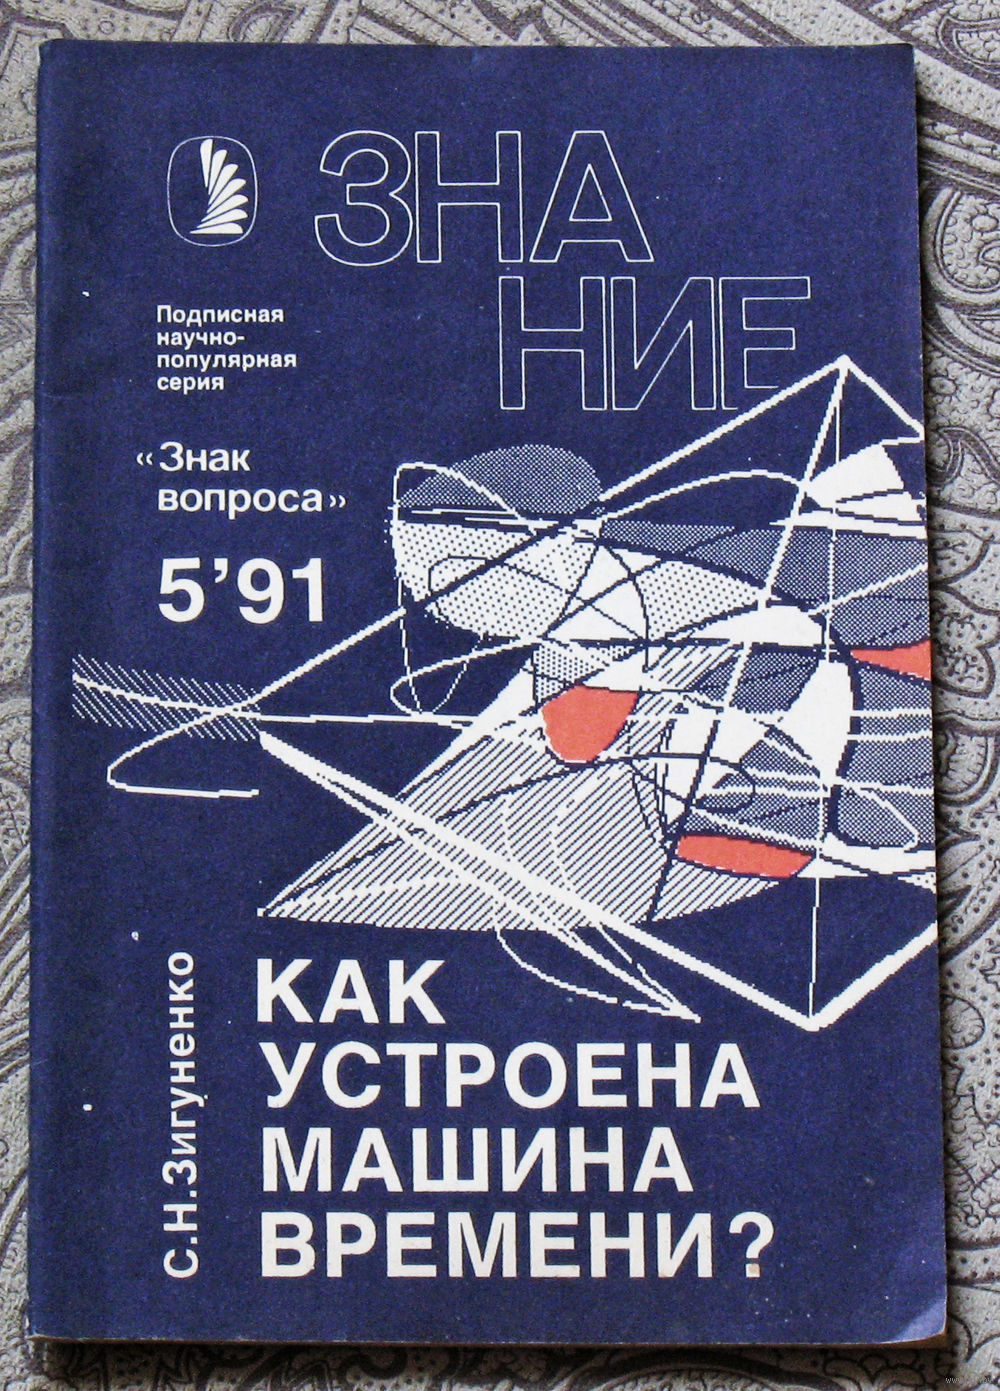 ЗНА
НИЕ
Подписная
научно-
популярная
серия
«Знак
вопроса»
5’91
С.Н.Зигуненко
КАК
УСТРОЕНА
МАШИНА
ВРЕМЕНИ?